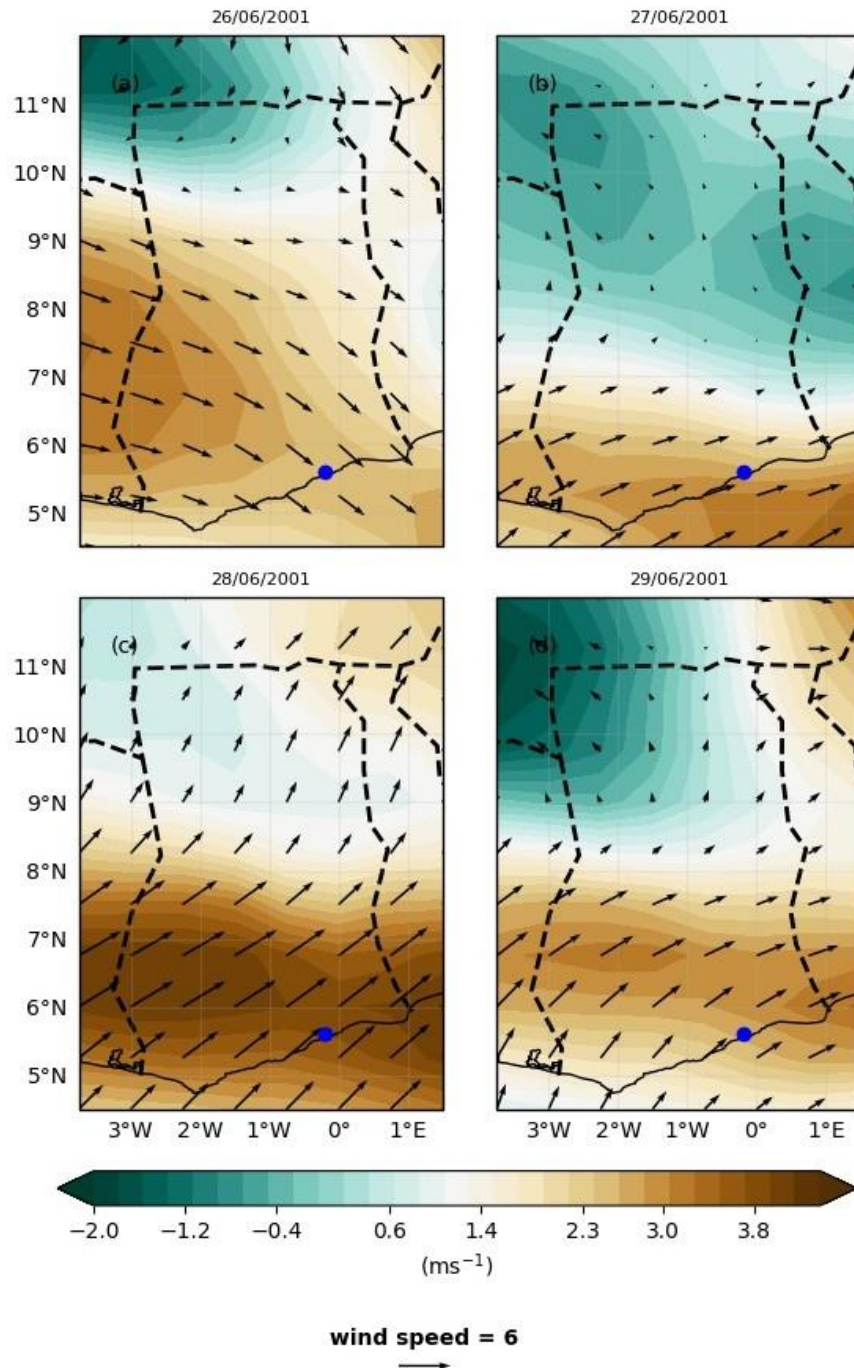 26/06/2001 27/06/2001
(a) (b)
11°N
10°N
9°N
8°N
7°N
6°N
5°N
28/06/2001 29/06/2001
(c) (d)
11°N
10°N
9°N
8°N
7°N
6°N
5°N
3°W 2°W 1°W 0° 1°E 3°W 2°W 1°W 0° 1°E
−2.0 −1.2 −0.4 0.6 1.4 2.3 3.0 3.8
(ms⁻¹)
wind speed = 6